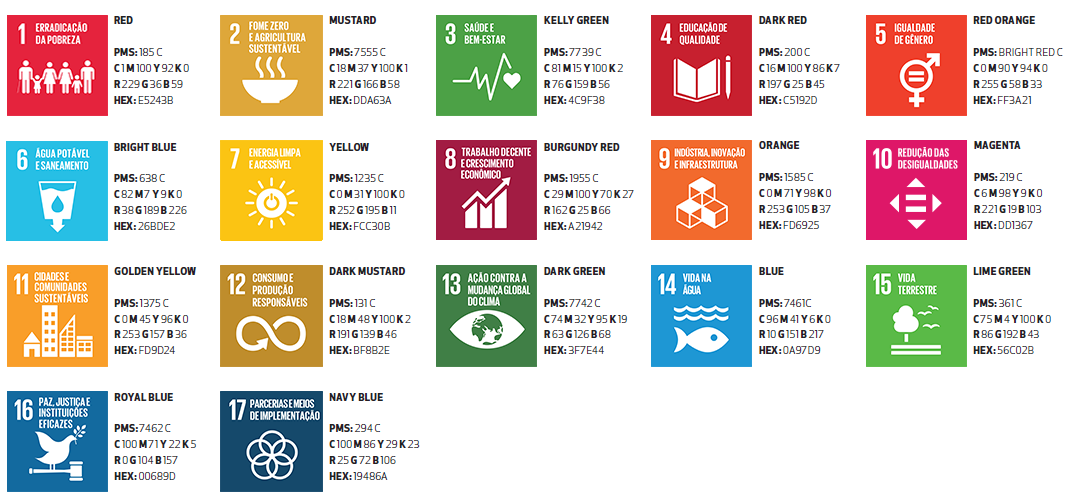 1 ERRADICAÇÃO
DA POBREZA
RED
PMS: 185 C
C 1 M 100 Y 92 K 0
R 229 G 36 B 59
HEX: E5243B
2 FOME ZERO
E AGRICULTURA
SUSTENTÁVEL
MUSTARD
PMS: 7555 C
C 18 M 37 Y 100 K 1
R 221 G 166 B 58
HEX: DDA63A
3 SAÚDE E
BEM-ESTAR
KELLY GREEN
PMS: 7739 C
C 81 M 15 Y 100 K 2
R 76 G 159 B 56
HEX: 4C9F38
4 EDUCAÇÃO DE
QUALIDADE
DARK RED
PMS: 200 C
C 16 M 100 Y 86 K 7
R 197 G 25 B 45
HEX: C5192D
5 IGUALDADE
DE GÊNERO
RED ORANGE
PMS: BRIGHT RED C
C 0 M 90 Y 94 K 0
R 255 G 58 B 33
HEX: FF3A21
6 ÁGUA POTÁVEL
E SANEAMENTO
BRIGHT BLUE
PMS: 638 C
C 82 M 7 Y 9 K 0
R 38 G 189 B 226
HEX: 26BDE2
7 ENERGIA LIMPA
E ACESSÍVEL
YELLOW
PMS: 1235 C
C 0 M 31 Y 100 K 0
R 252 G 195 B 11
HEX: FCC30B
8 TRABALHO DECENTE
E CRESCIMENTO
ECONÔMICO
BURGUNDY RED
PMS: 1955 C
C 29 M 100 Y 70 K 27
R 162 G 25 B 66
HEX: A21942
9 INDÚSTRIA, INOVAÇÃO
E INFRAESTRUTURA
ORANGE
PMS: 1585 C
C 0 M 71 Y 98 K 0
R 253 G 105 B 37
HEX: FD6925
10 REDUÇÃO DAS
DESIGUALDADES
MAGENTA
PMS: 219 C
C 6 M 98 Y 9 K 0
R 221 G 19 B 103
HEX: DD1367
11 CIDADES E
COMUNIDADES
SUSTENTÁVEIS
GOLDEN YELLOW
PMS: 1375 C
C 0 M 45 Y 96 K 0
R 253 G 157 B 36
HEX: FD9D24
12 CONSUMO E
PRODUÇÃO
RESPONSÁVEIS
DARK MUSTARD
PMS: 131 C
C 18 M 48 Y 100 K 2
R 191 G 139 B 46
HEX: BF8B2E
13 AÇÃO CONTRA A
MUDANÇA GLOBAL
DO CLIMA
DARK GREEN
PMS: 7742 C
C 74 M 32 Y 95 K 19
R 63 G 126 B 68
HEX: 3F7E44
14 VIDA NA
ÁGUA
BLUE
PMS: 7461C
C 96 M 41 Y 6 K 0
R 10 G 151 B 217
HEX: 0A97D9
15 VIDA
TERRESTRE
LIME GREEN
PMS: 361 C
C 75 M 4 Y 100 K 0
R 86 G 192 B 43
HEX: 56C02B
16 PAZ, JUSTIÇA E
INSTITUIÇÕES
EFICAZES
ROYAL BLUE
PMS: 7462 C
C 100 M 71 Y 22 K 5
R 0 G 104 B 157
HEX: 00689D
17 PARCERIAS E MEIOS
DE IMPLEMENTAÇÃO
NAVY BLUE
PMS: 294 C
C 100 M 86 Y 29 K 23
R 25 G 72 B 106
HEX: 19486A